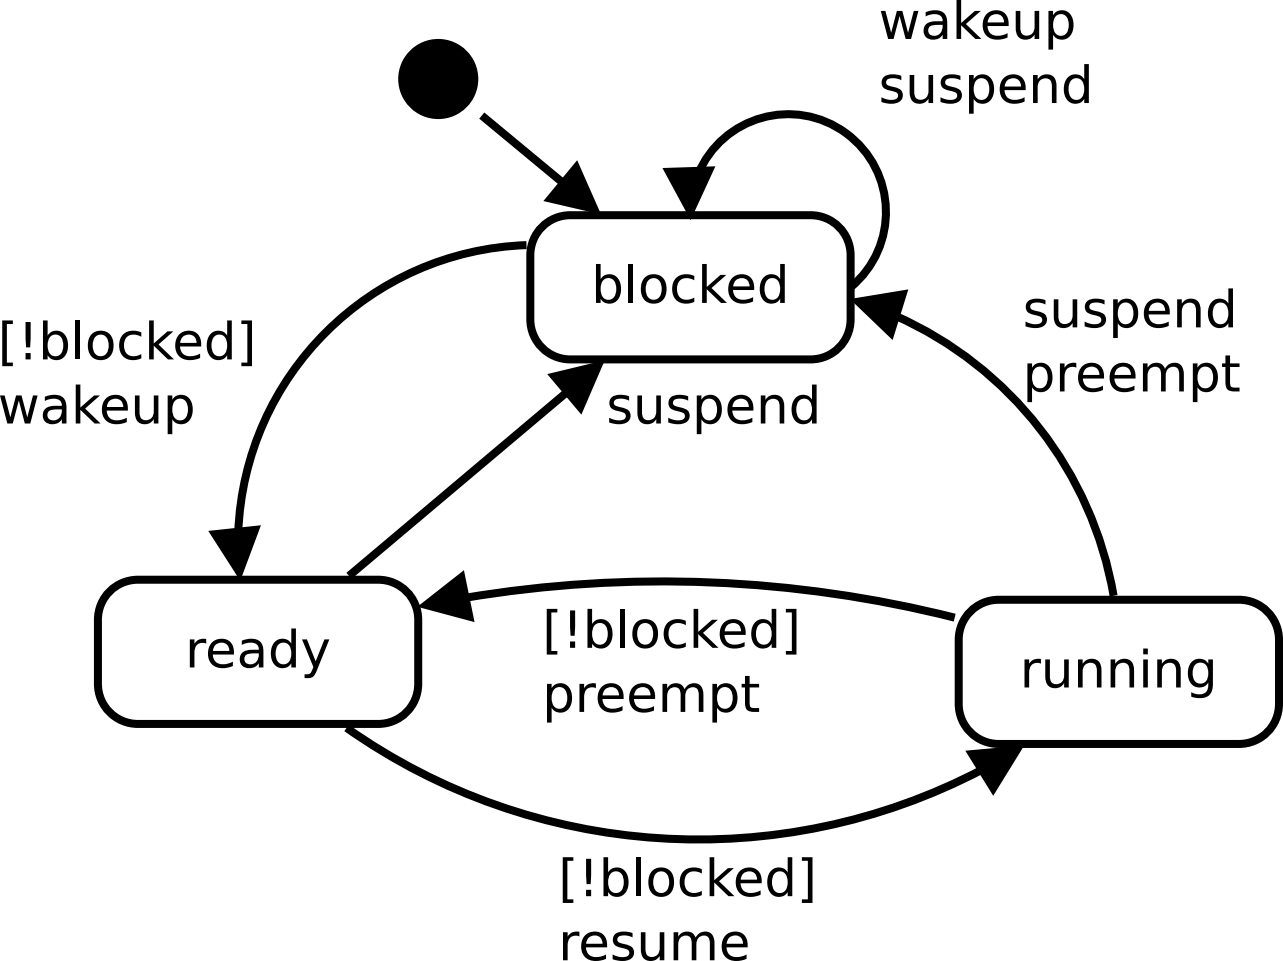 wakeup
suspend
blocked
suspend
preempt
[!blocked]
wakeup
suspend
ready
[!blocked]
preempt
running
[!blocked]
resume